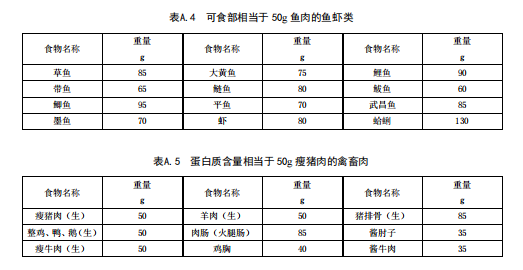 表A.4 可食部相当于 50g 鱼肉的鱼虾类
食物名称 重量 g 食物名称 重量 g 食物名称 重量 g
草鱼 85 大黄鱼 75 鲤鱼 90
带鱼 65 鲢鱼 80 鲅鱼 60
鲫鱼 95 平鱼 70 武昌鱼 85
墨鱼 70 虾 80 蛤蜊 130
表A.5 蛋白质含量相当于 50g 瘦猪肉的禽畜肉
食物名称 重量 g 食物名称 重量 g 食物名称 重量 g
瘦猪肉（生） 50 羊肉（生） 50 猪排骨（生） 85
整鸡、鸭、鹅（生） 50 肉肠（火腿肠） 85 酱肘子 35
瘦牛肉（生） 50 鸡胸 40 酱牛肉 35